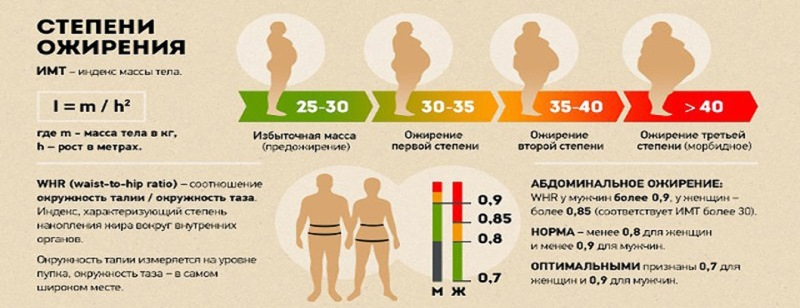 СТЕПЕНИ
ОЖИРЕНИЯ
ИМТ – индекс массы тела.
I = m / h²
где m – масса тела в кг,
h – рост в метрах.
25-30
30-35
35-40
> 40
Избыточная масса
(предожирение)
Ожирение
первой степени
Ожирение
второй степени
Ожирение третьей
степени (морбидное)
WHR (waist-to-hip ratio) – соотношение
окружность талии / окружность таза.
Индекс, характеризующий степень
накопления жира вокруг внутренних
органов.
Окружность талии измеряется на уровне
пупка, окружность таза – в самом
широком месте.
0,9
0,85
0,8
0,7
М Ж
АБДОМИНАЛЬНОЕ ОЖИРЕНИЕ:
WHR у мужчин более 0,9, у женщин –
более 0,85 (соответствует ИМТ более 30).
НОРМА – менее 0,8 для женщин
и менее 0,9 для мужчин.
ОПТИМАЛЬНЫМИ признаны 0,7 для
женщин и 0,9 для мужчин.